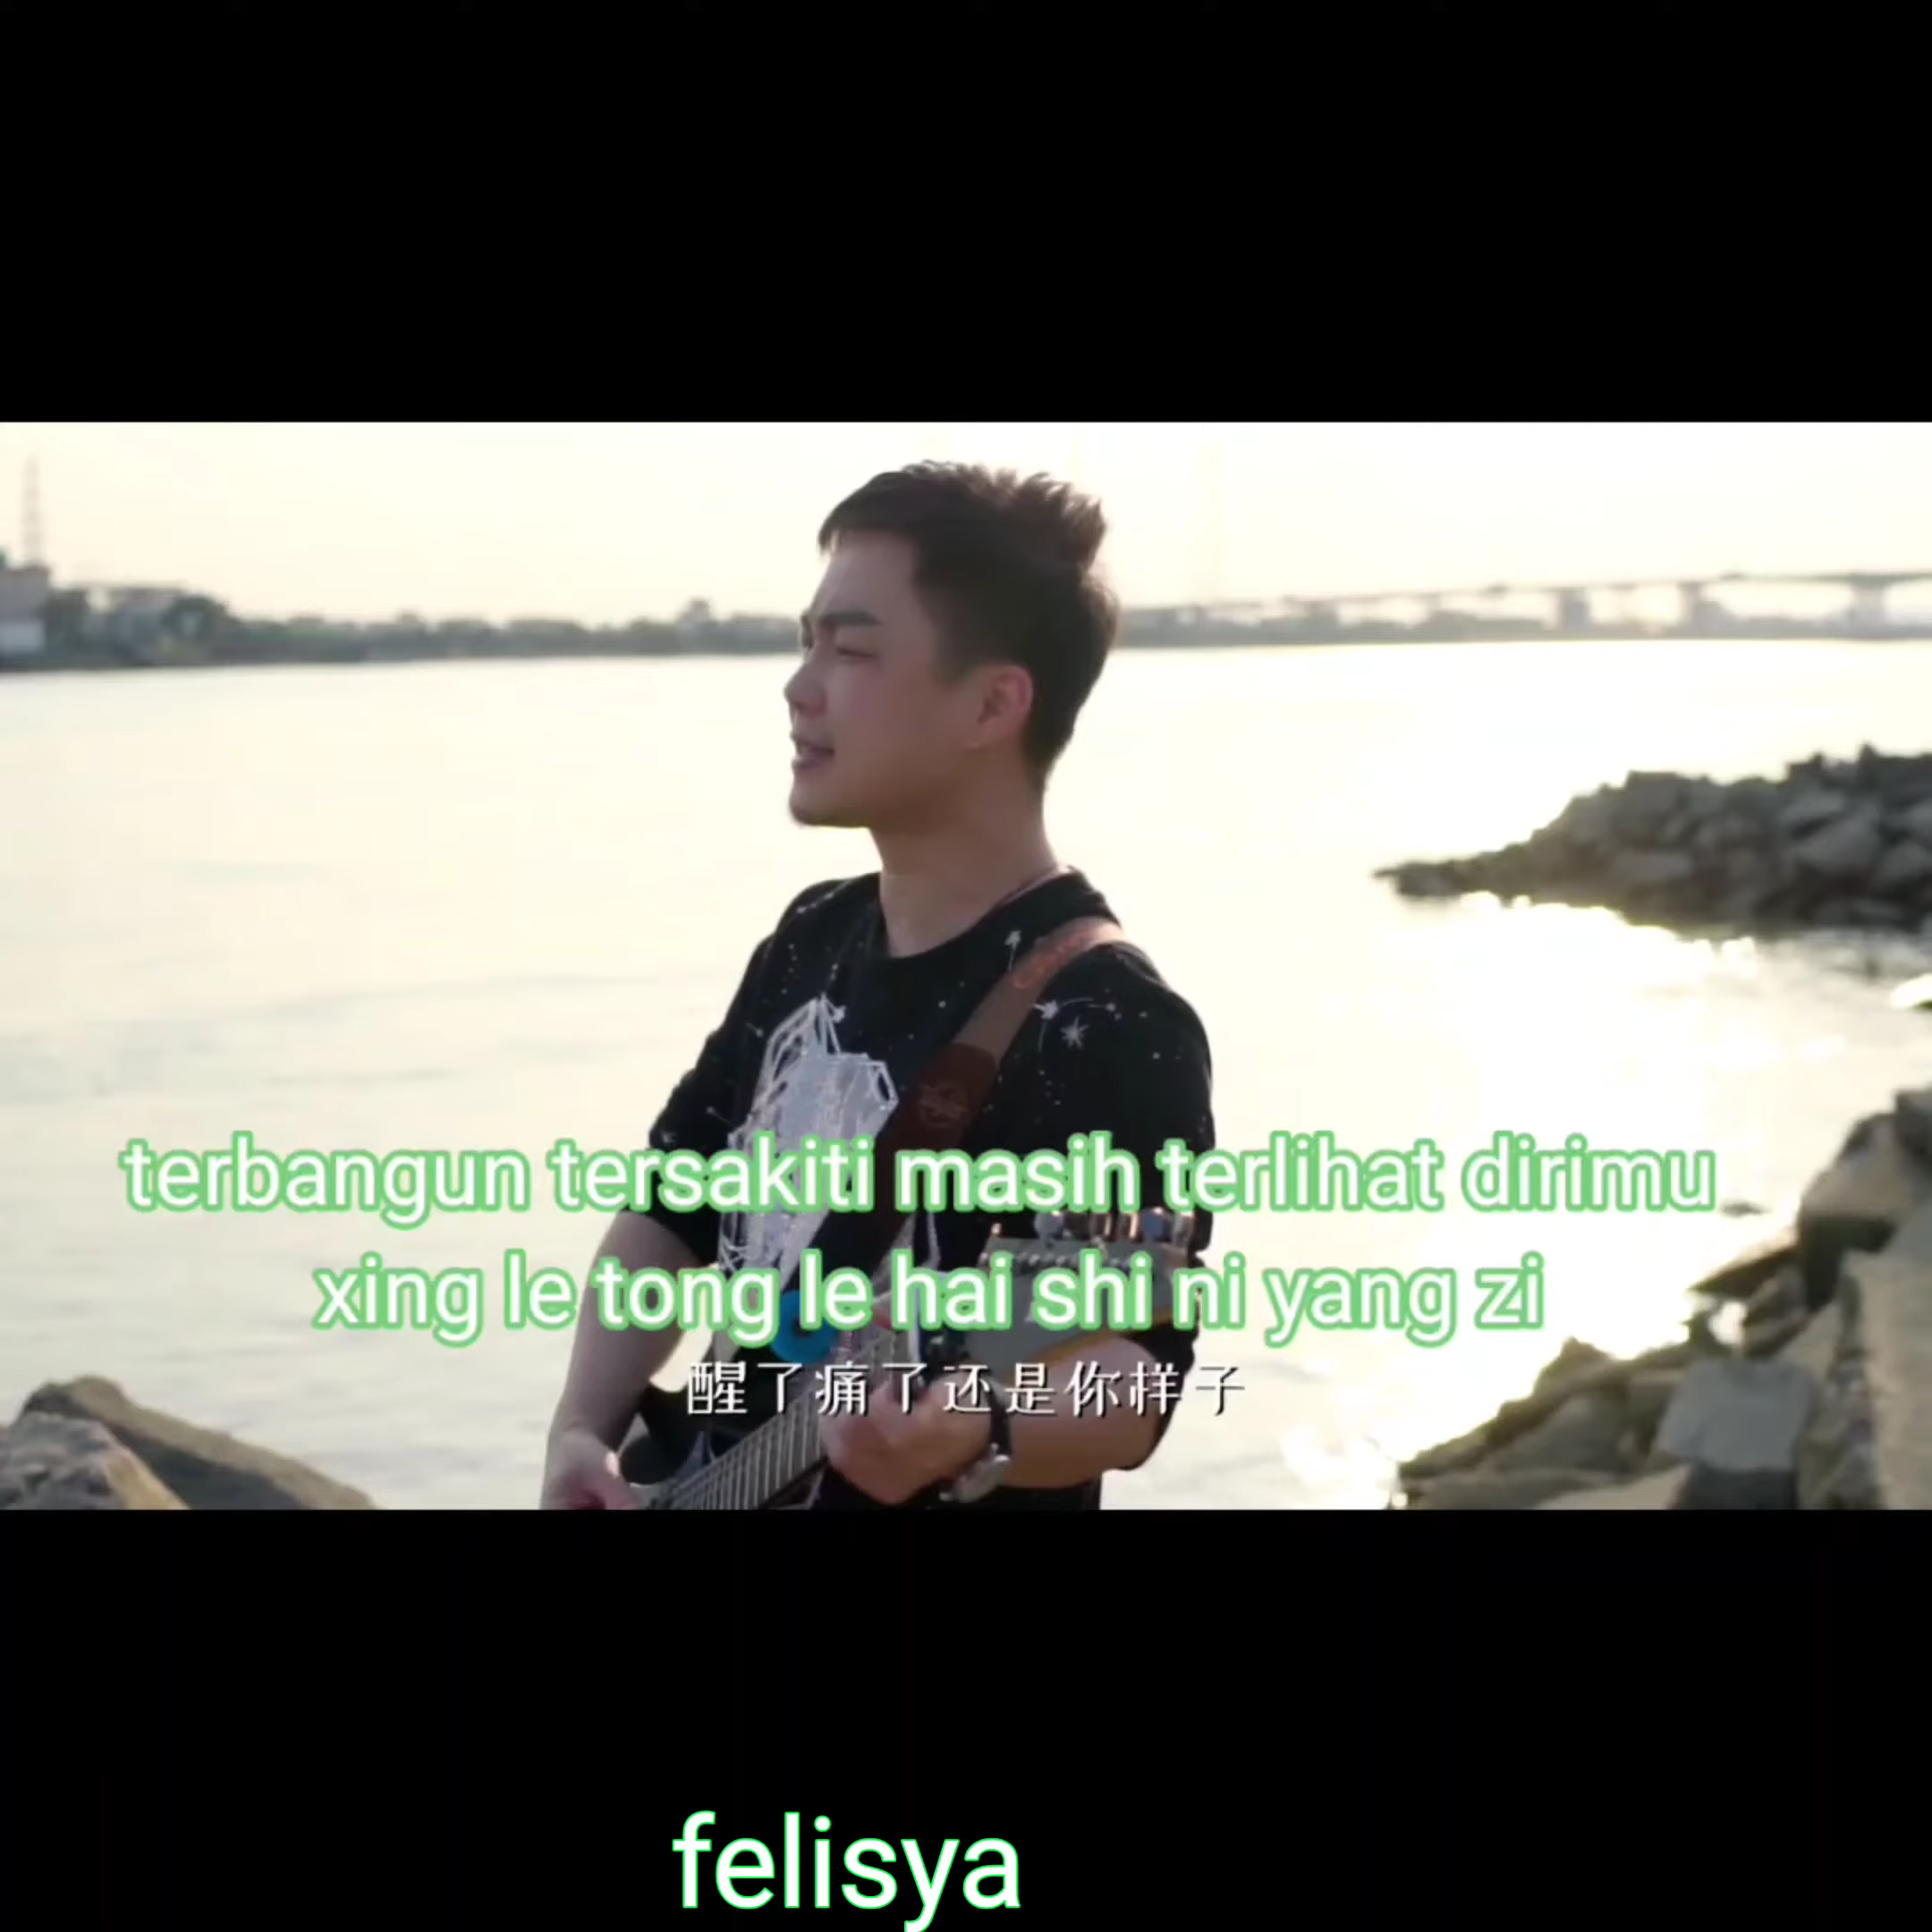 terbangun tersakiti masih terlihat dirimu
xing le tong le hai shi ni yang zi
醒了痛了还是你样子
felisya